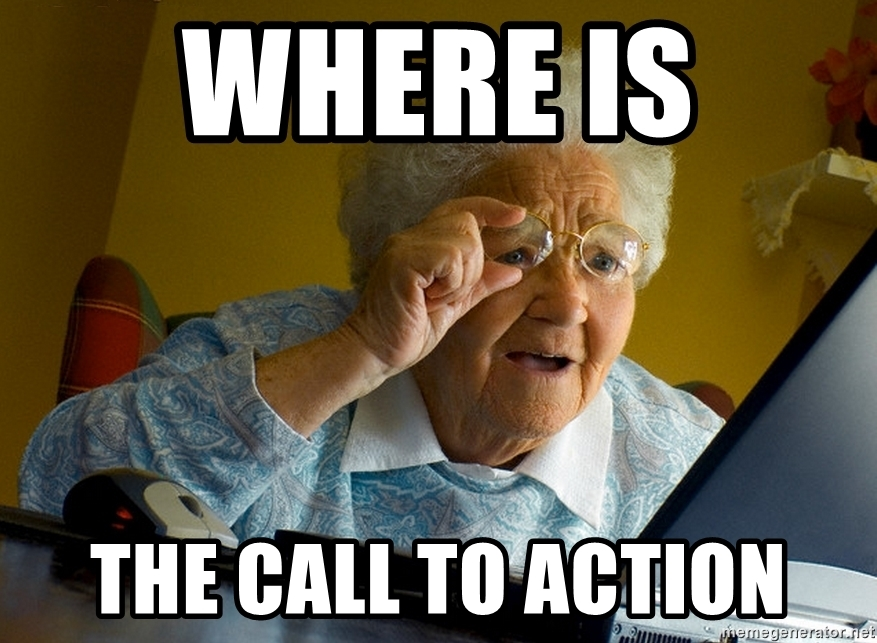 WHERE IS
THE CALL TO ACTION
memegenerator.net